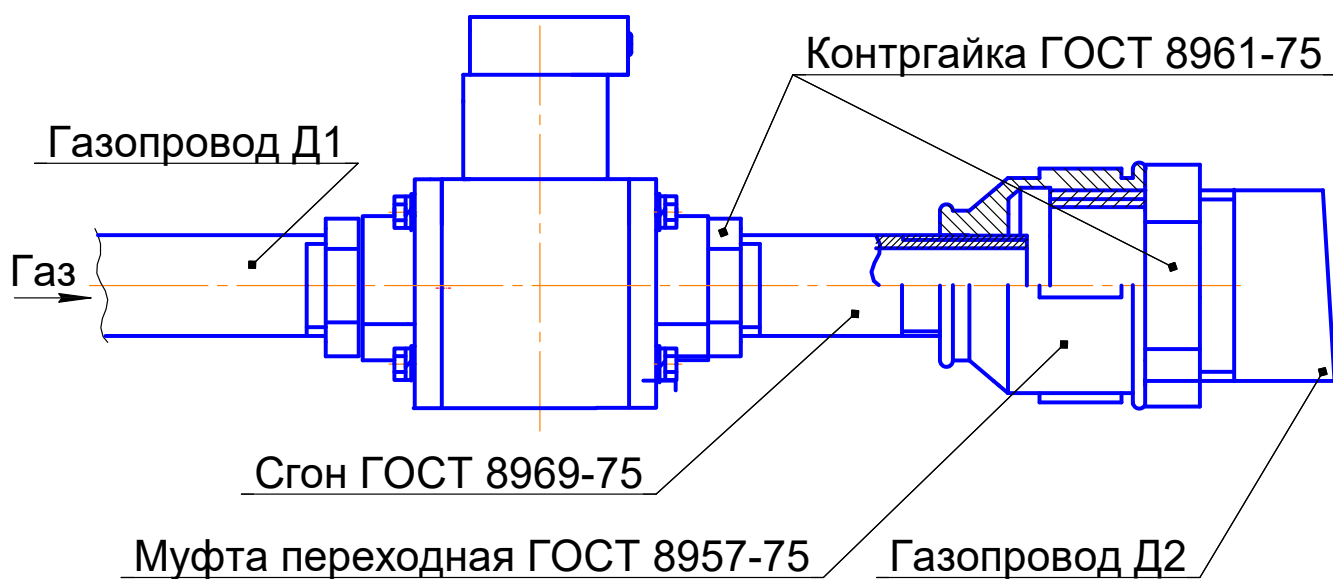 Контргайка ГОСТ 8961-75
Газопровод Д1
Газ
Сгон ГОСТ 8969-75
Муфта переходная ГОСТ 8957-75
Газопровод Д2